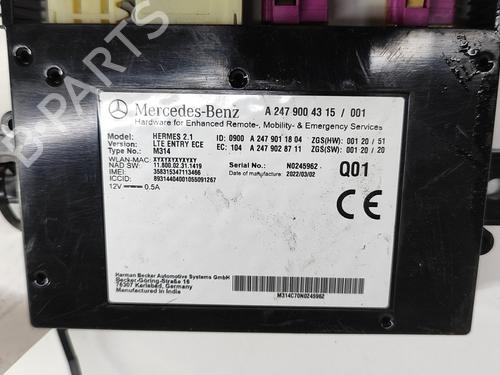 B-PARTS
Mercedes-Benz A 247 900 43 15 / 001
Hardware for Enhanced Remote-, Mobility- & Emergency Services
Model: HERMES 2.1 ID: 0900 A 247 901 18 04 ZGS(HW) 001 20 / 51
Version: LTE ENTRY ECE EC: 104 A 247 902 87 11 ZGS(SW) 001 20 / 20
Type: M314
WLAN-MAC: XYXYXYXYXYXY Serial No.: N0245962 Q01
NAD SW: 11.800.02.31.1419 Date of manufacture: 2022/03/02
IMEI: 358315347113466
ICCID: 89314404001055091267
12V 0.5A CE
Harman Becker Automotive Systems GmbH
Becker-Göring-Straße 16
76307 Karlsbad, Germany
Manufactured in India
M314C70N0245962